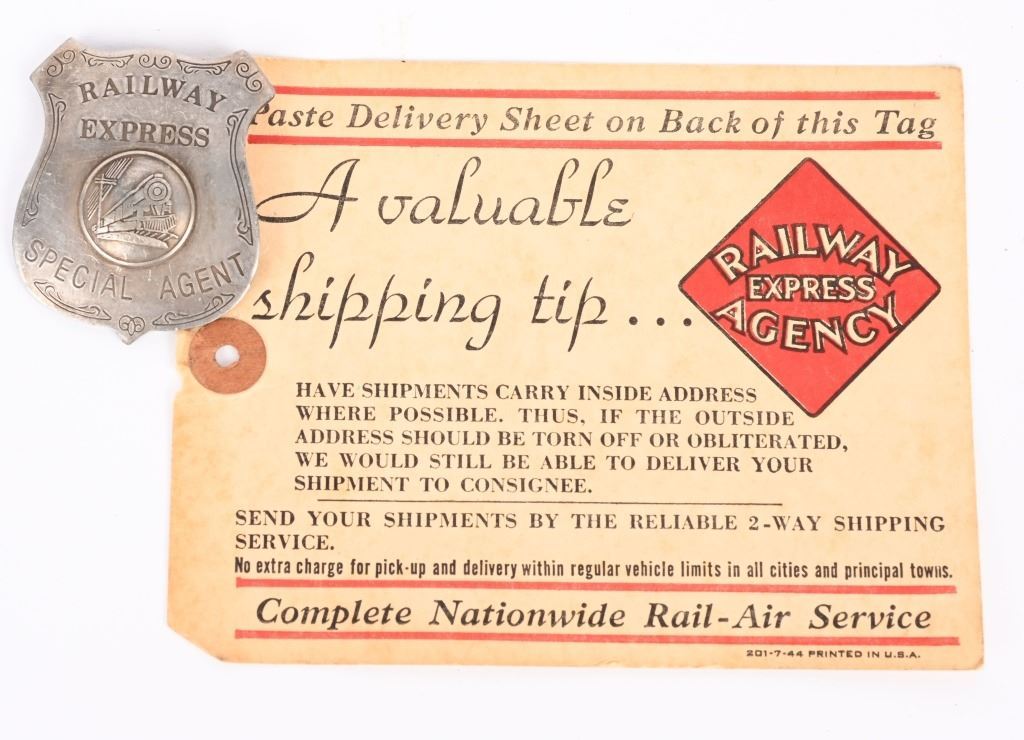 RAILWAY
EXPRESS
SPECIAL AGENT
Paste Delivery Sheet on Back of this Tag
A valuable
shipping tip...
RAILWAY
EXPRESS
AGENCY
HAVE SHIPMENTS CARRY INSIDE ADDRESS
WHERE POSSIBLE. THUS, IF THE OUTSIDE
ADDRESS SHOULD BE TORN OFF OR OBLITERATED,
WE WOULD STILL BE ABLE TO DELIVER YOUR
SHIPMENT TO CONSIGNEE.
SEND YOUR SHIPMENTS BY THE RELIABLE 2-WAY SHIPPING
SERVICE.
No extra charge for pick-up and delivery within regular vehicle limits in all cities and principal towns.
Complete Nationwide Rail-Air Service
201-7-44 PRINTED IN U.S.A.